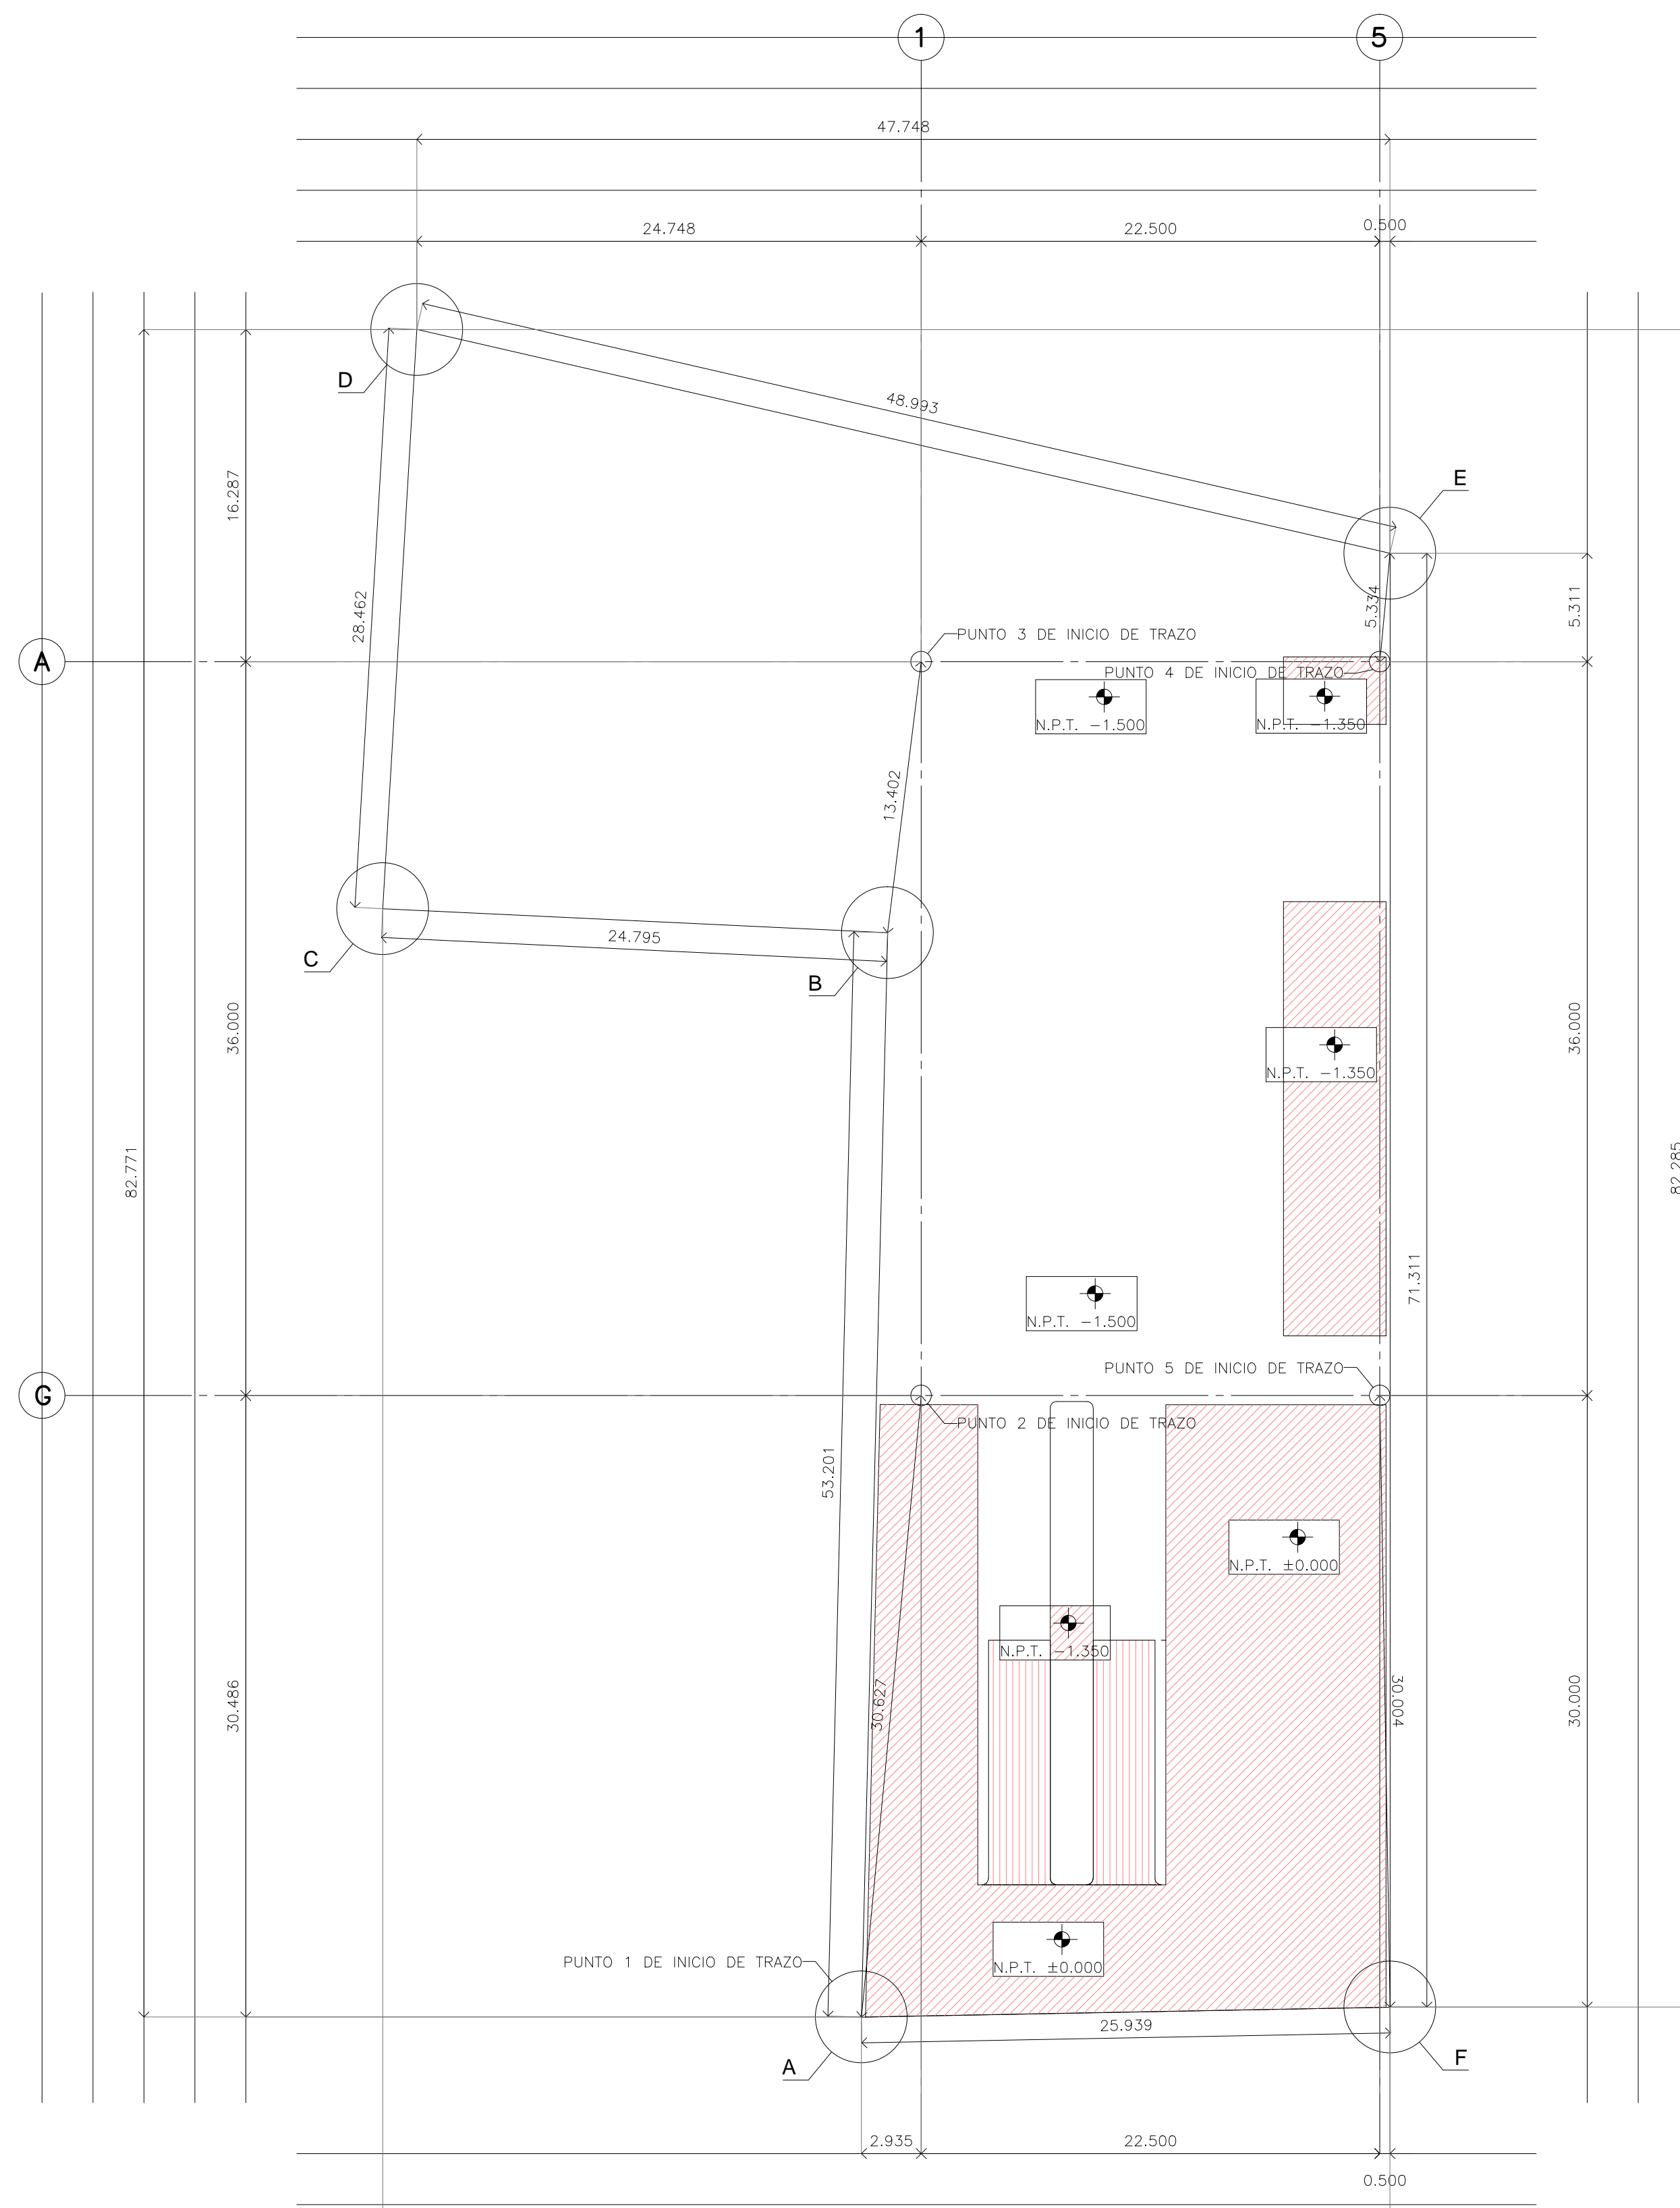 1
5
47.748
24.748
22.500
0.500
D
48.993
E
16.287
28.462
5.334
5.311
PUNTO 3 DE INICIO DE TRAZO
A
PUNTO 4 DE INICIO DE TRAZO
N.P.T. -1.500
N.P.T. -1.350
13.402
24.795
C
B
36.000
36.000
N.P.T. -1.350
82.771
82.285
71.311
N.P.T. -1.500
PUNTO 5 DE INICIO DE TRAZO
G
PUNTO 2 DE INICIO DE TRAZO
53.201
N.P.T. ±0.000
N.P.T. -1.350
30.486
30.627
30.004
30.000
PUNTO 1 DE INICIO DE TRAZO
N.P.T. ±0.000
25.939
A
F
2.935
22.500
0.500